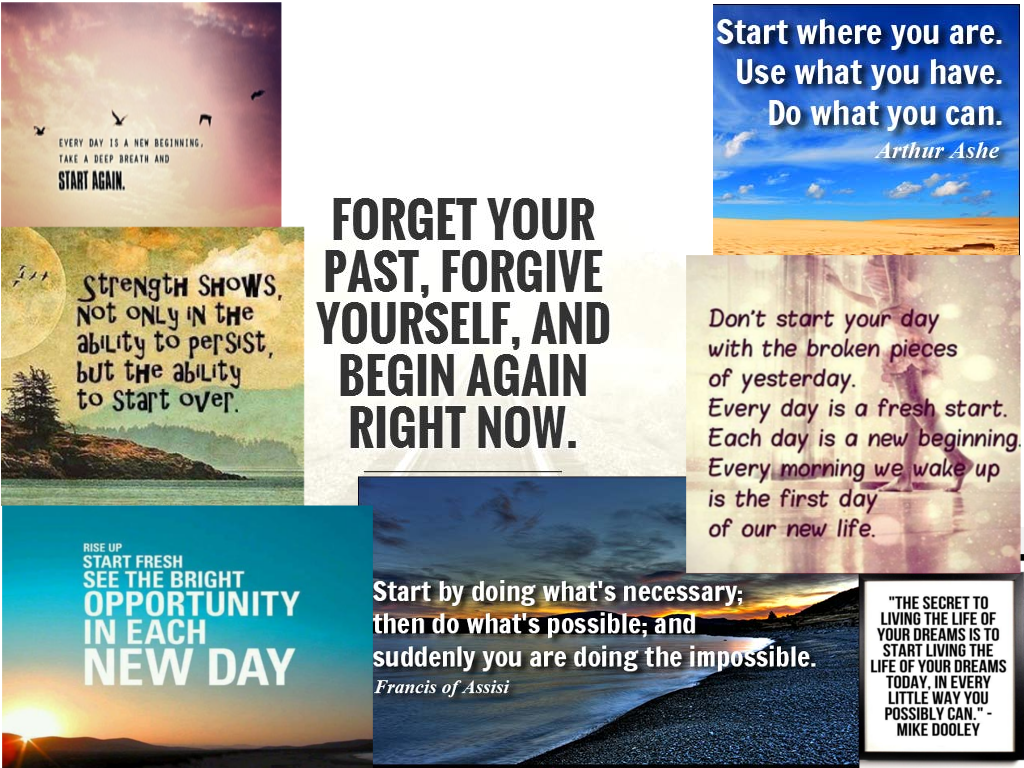 EVERY DAY IS A NEW BEGINNING,
TAKE A DEEP BREATH AND
START AGAIN.
Start where you are.
Use what you have.
Do what you can.
Arthur Ashe
FORGET YOUR
PAST, FORGIVE
YOURSELF, AND
BEGIN AGAIN
RIGHT NOW.
Strength shows,
Not only in the
ability to persist,
but the ability
to start over.
Don't start your day
with the broken pieces
of yesterday.
Every day is a fresh start.
Each day is a new beginning.
Every morning we wake up
is the first day
of our new life.
RISE UP
START FRESH
SEE THE BRIGHT
OPPORTUNITY
IN EACH
NEW DAY
Start by doing what's necessary;
then do what's possible; and
suddenly you are doing the impossible.
Francis of Assisi
"THE SECRET TO
LIVING THE LIFE OF
YOUR DREAMS IS TO
START LIVING THE
LIFE OF YOUR DREAMS
TODAY, IN EVERY
LITTLE WAY YOU
POSSIBLY CAN." -
MIKE DOOLEY